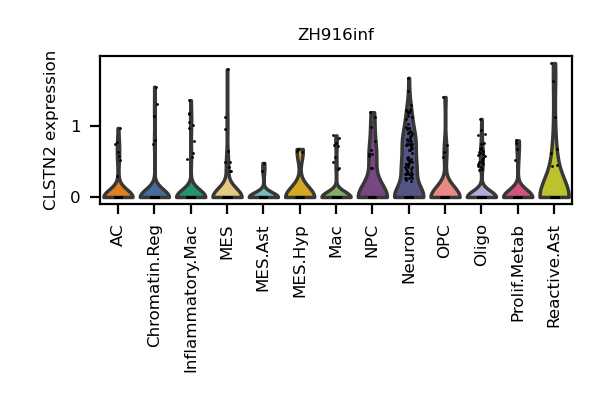 ZH916inf
CLSTN2 expression
1
0
AC
Chromatin.Reg
Inflammatory.Mac
MES
MES.Ast
MES.Hyp
Mac
NPC
Neuron
OPC
Oligo
Prolif.Metab
Reactive.Ast